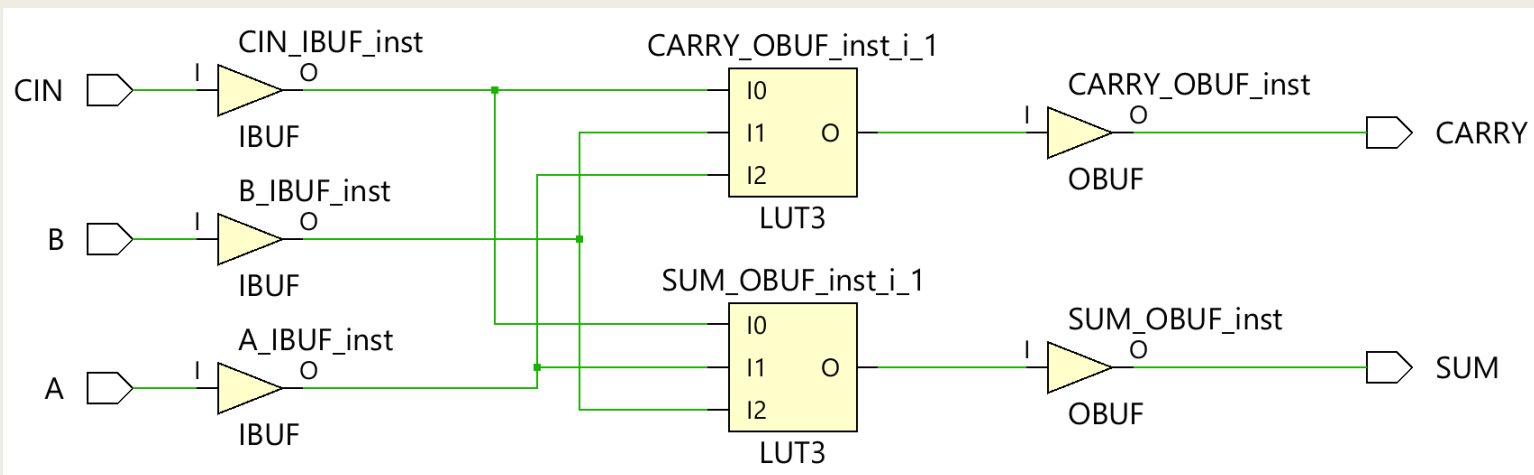 CIN_IBUF_inst
CIN
I
O
IBUF
B_IBUF_inst
B
I
O
IBUF
A_IBUF_inst
A
I
O
IBUF
CARRY_OBUF_inst_i_1
I0
I1
I2
O
LUT3
SUM_OBUF_inst_i_1
I0
I1
I2
O
LUT3
CARRY_OBUF_inst
I
O
OBUF
CARRY
SUM_OBUF_inst
I
O
OBUF
SUM